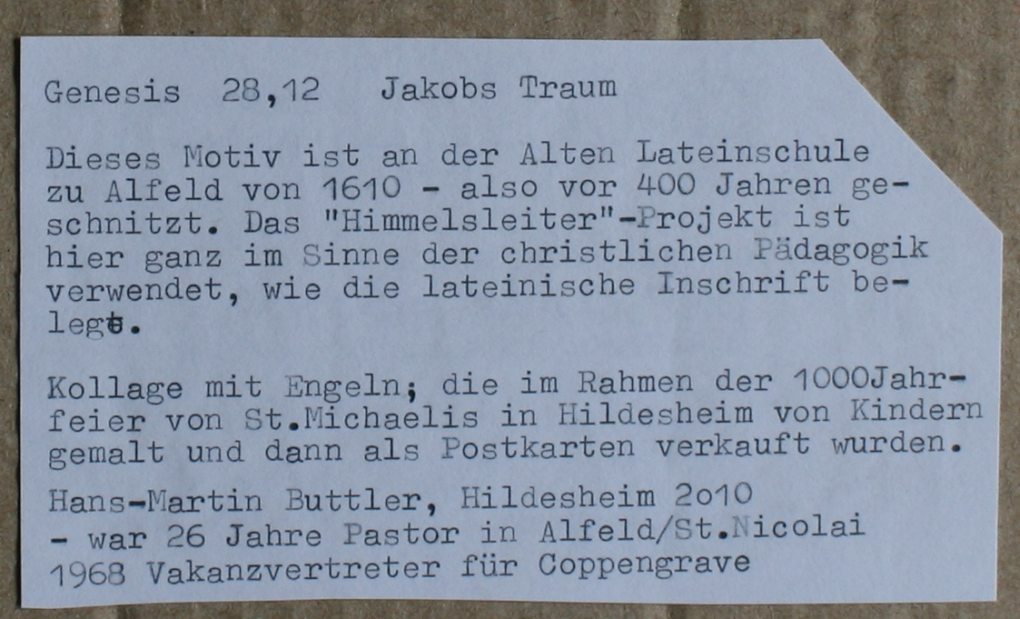 Genesis 28,12 Jakobs Traum
Dieses Motiv ist an der Alten Lateinschule
zu Alfeld von 1610 - also vor 400 Jahren ge-
schnitzt. Das "Himmelsleiter"-Projekt ist
hier ganz im Sinne der christlichen Pädagogik
verwendet, wie die lateinische Inschrift be-
legt.
Kollage mit Engeln; die im Rahmen der 1000Jahr-
feier von St.Michaelis in Hildesheim von Kindern
gemalt und dann als Postkarten verkauft wurden.
Hans-Martin Buttler, Hildesheim 2o10
- war 26 Jahre Pastor in Alfeld/St.Nicolai
1968 Vakanzvertreter für Coppengrave